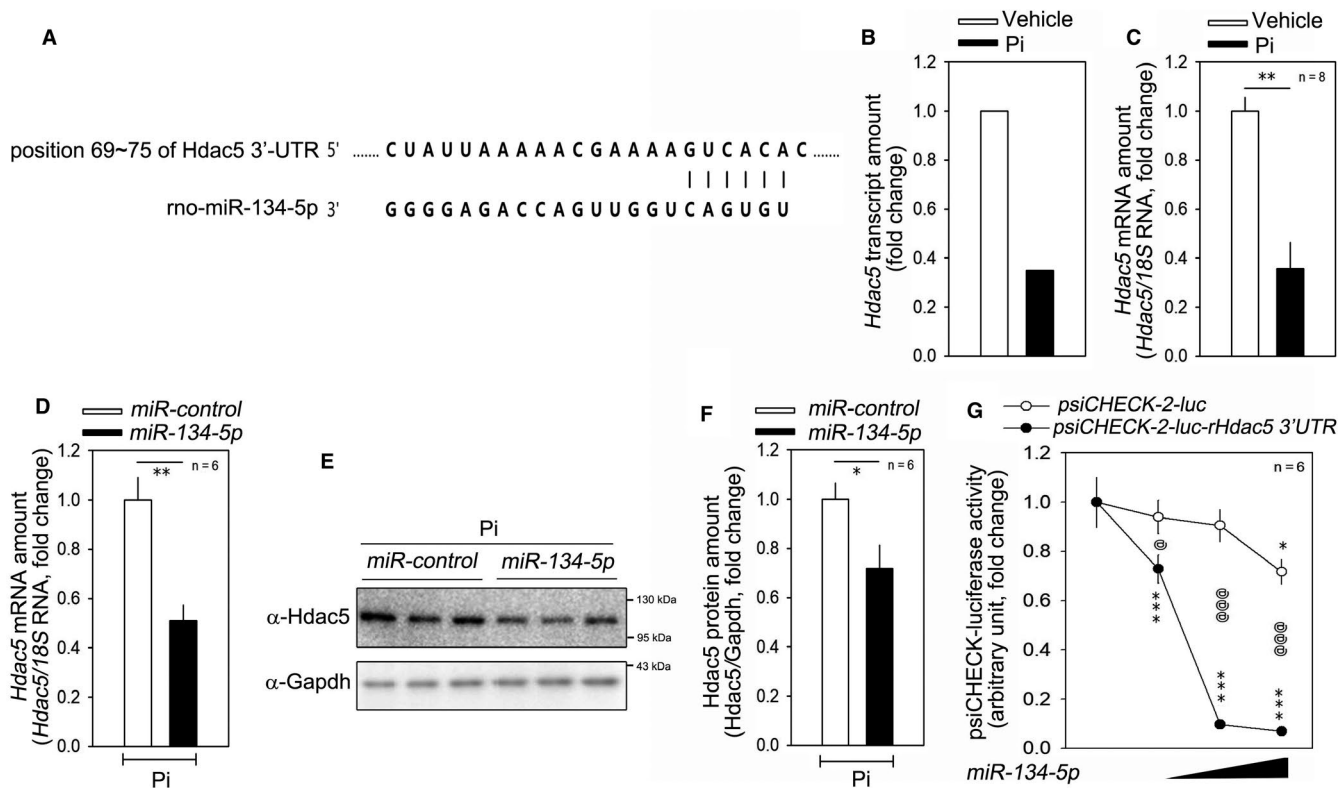 A
position 69~75 of Hdac5 3'-UTR 5' ....... C U A U U A A A A A C G A A A A G U C A C A C .......
rno-miR-134-5p 3' G G G G A G A C C A G U U G G U C A G U G U
B
Vehicle
Pi
Hdac5 transcript amount
(fold change)
1.2
1.0
0.8
0.6
0.4
0.2
0.0
C
Vehicle
Pi
Hdac5 mRNA amount
(Hdac5/18S RNA, fold change)
1.2
1.0
0.8
0.6
0.4
0.2
0.0
**
n = 8
D
miR-control
miR-134-5p
Hdac5 mRNA amount
(Hdac5/18S RNA, fold change)
1.2
1.0
0.8
0.6
0.4
0.2
0.0
**
n = 6
Pi
E
Pi
miR-control miR-134-5p
α-Hdac5
130 kDa
95 kDa
α-Gapdh
43 kDa
F
miR-control
miR-134-5p
Hdac5 protein amount
(Hdac5/Gapdh, fold change)
1.2
1.0
0.8
0.6
0.4
0.2
0.0
*
n = 6
Pi
G
psiCHECK-2-luc
psiCHECK-2-luc-rHdac5 3'UTR
psiCHECK-luciferase activity
(arbitrary unit, fold change)
1.2
1.0
0.8
0.6
0.4
0.2
0.0
n = 6
@
***
@@@
***
*
@@@
***
miR-134-5p